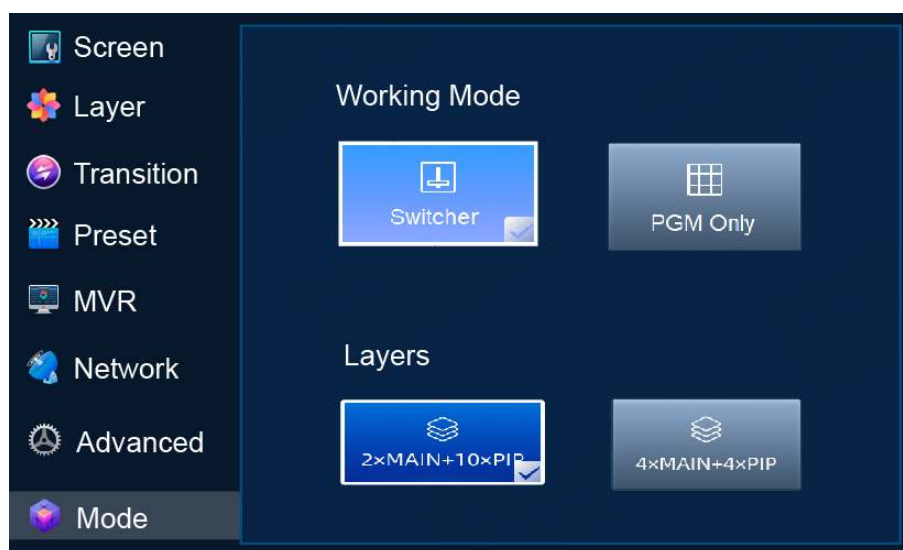 Screen
Layer
Transition
Preset
MVR
Network
Advanced
Mode
Working Mode
Switcher
PGM Only
Layers
2×MAIN+10×PIP
4×MAIN+4×PIP